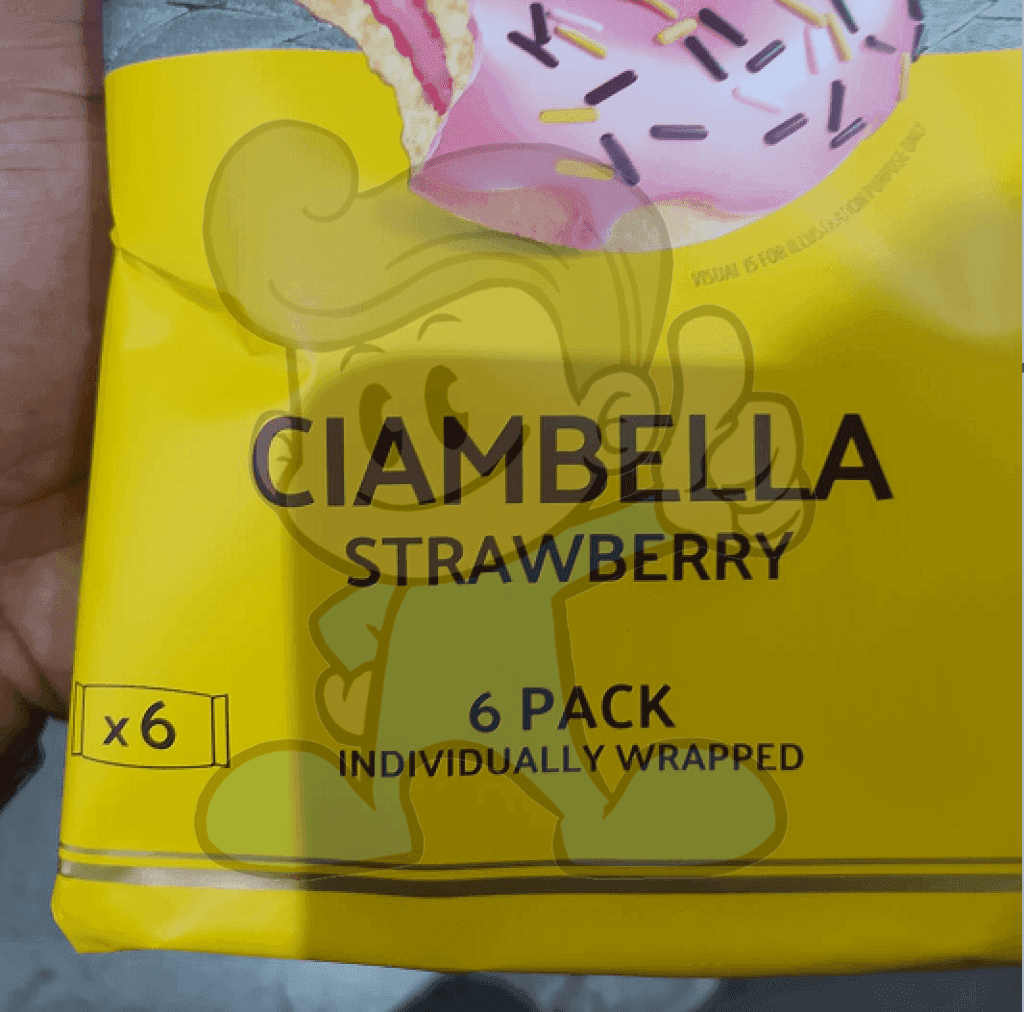 VISUAL IS FOR ILLUSTRATION PURPOSE ONLY
CIAMBELLA
STRAWBERRY
x6
6 PACK
INDIVIDUALLY WRAPPED